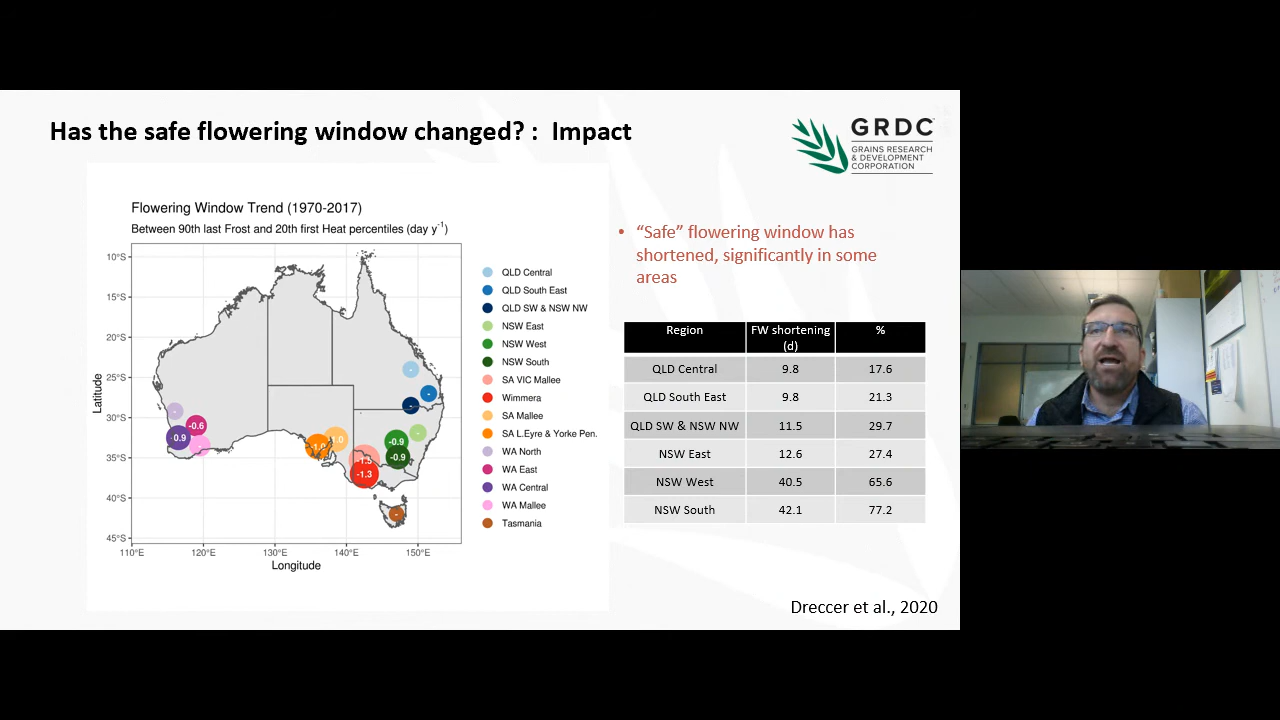 Has the safe flowering window changed? : Impact
GRDC
GRAINS RESEARCH
& DEVELOPMENT
CORPORATION
Flowering Window Trend (1970-2017)
Between 90th last Frost and 20th first Heat percentiles (day y-1)
10°S
15°S
20°S
25°S
30°S
35°S
40°S
45°S
Latitude
110°E 120°E 130°E 140°E 150°E
Longitude
-0.6
0.9
-1.0
1.0
-1.5
-1.3
-0.9
-0.9
QLD Central
QLD South East
QLD SW & NSW NW
NSW East
NSW West
NSW South
SA VIC Mallee
Wimmera
SA Mallee
SA L.Eyre & Yorke Pen.
WA North
WA East
WA Central
WA Mallee
Tasmania
• “Safe” flowering window has
shortened, significantly in some
areas
Region FW shortening (d) %
QLD Central 9.8 17.6
QLD South East 9.8 21.3
QLD SW & NSW NW 11.5 29.7
NSW East 12.6 27.4
NSW West 40.5 65.6
NSW South 42.1 77.2
Dreccer et al., 2020